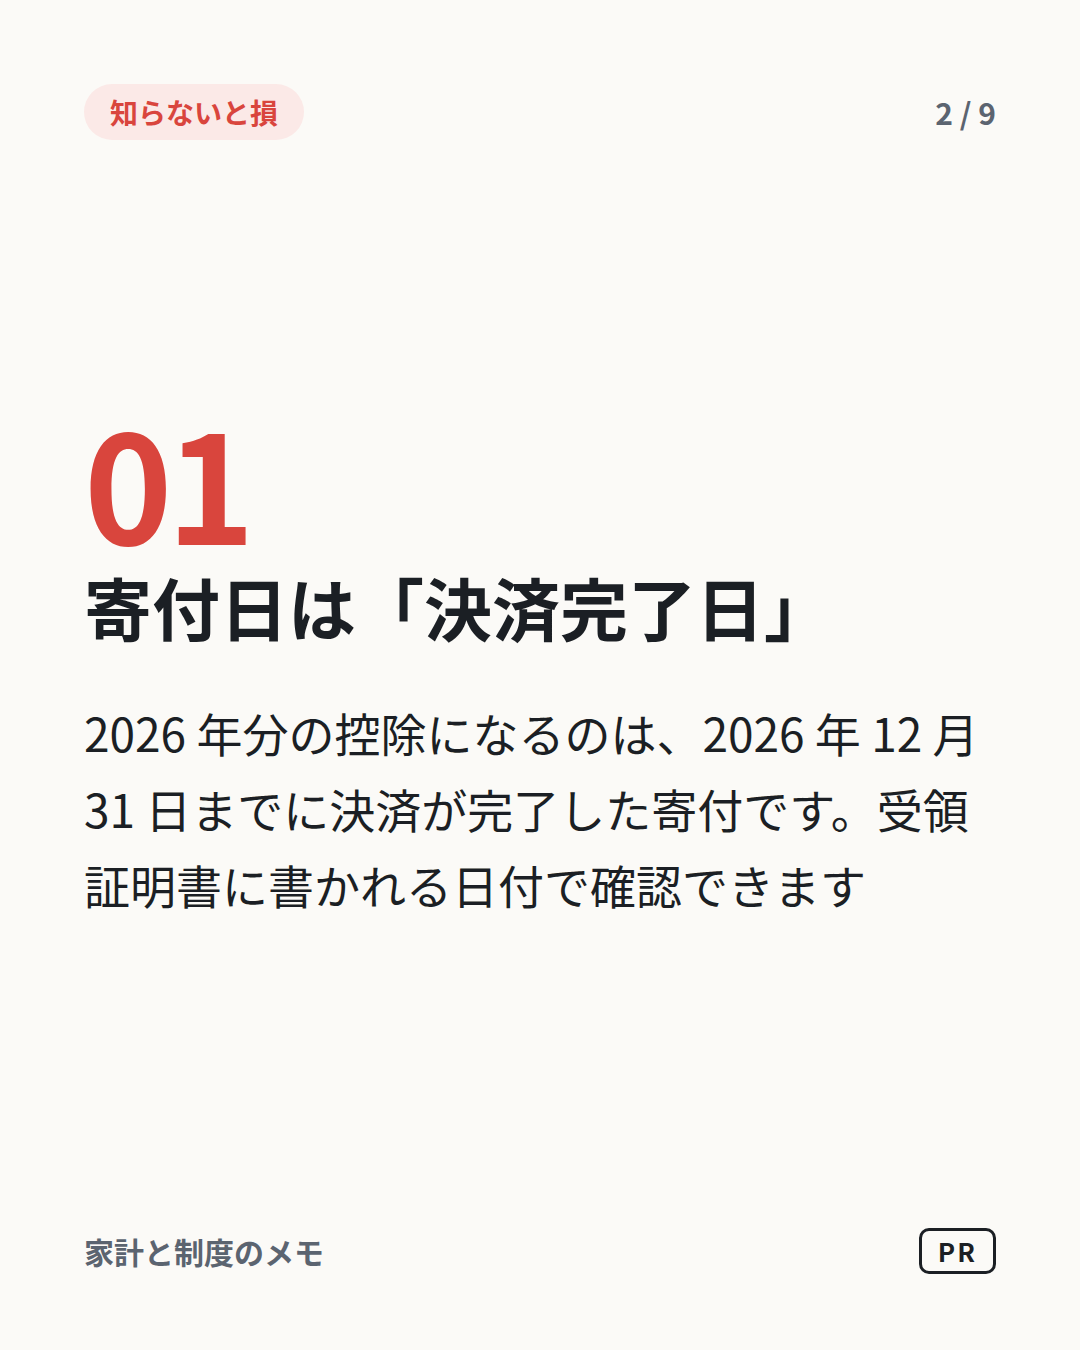 知らないと損
2 / 9
01
寄付日は「決済完了日」
2026 年分の控除になるのは、2026 年 12 月
31 日までに決済が完了した寄付です。受領
証明書に書かれる日付で確認できます
家計と制度のメモ
PR